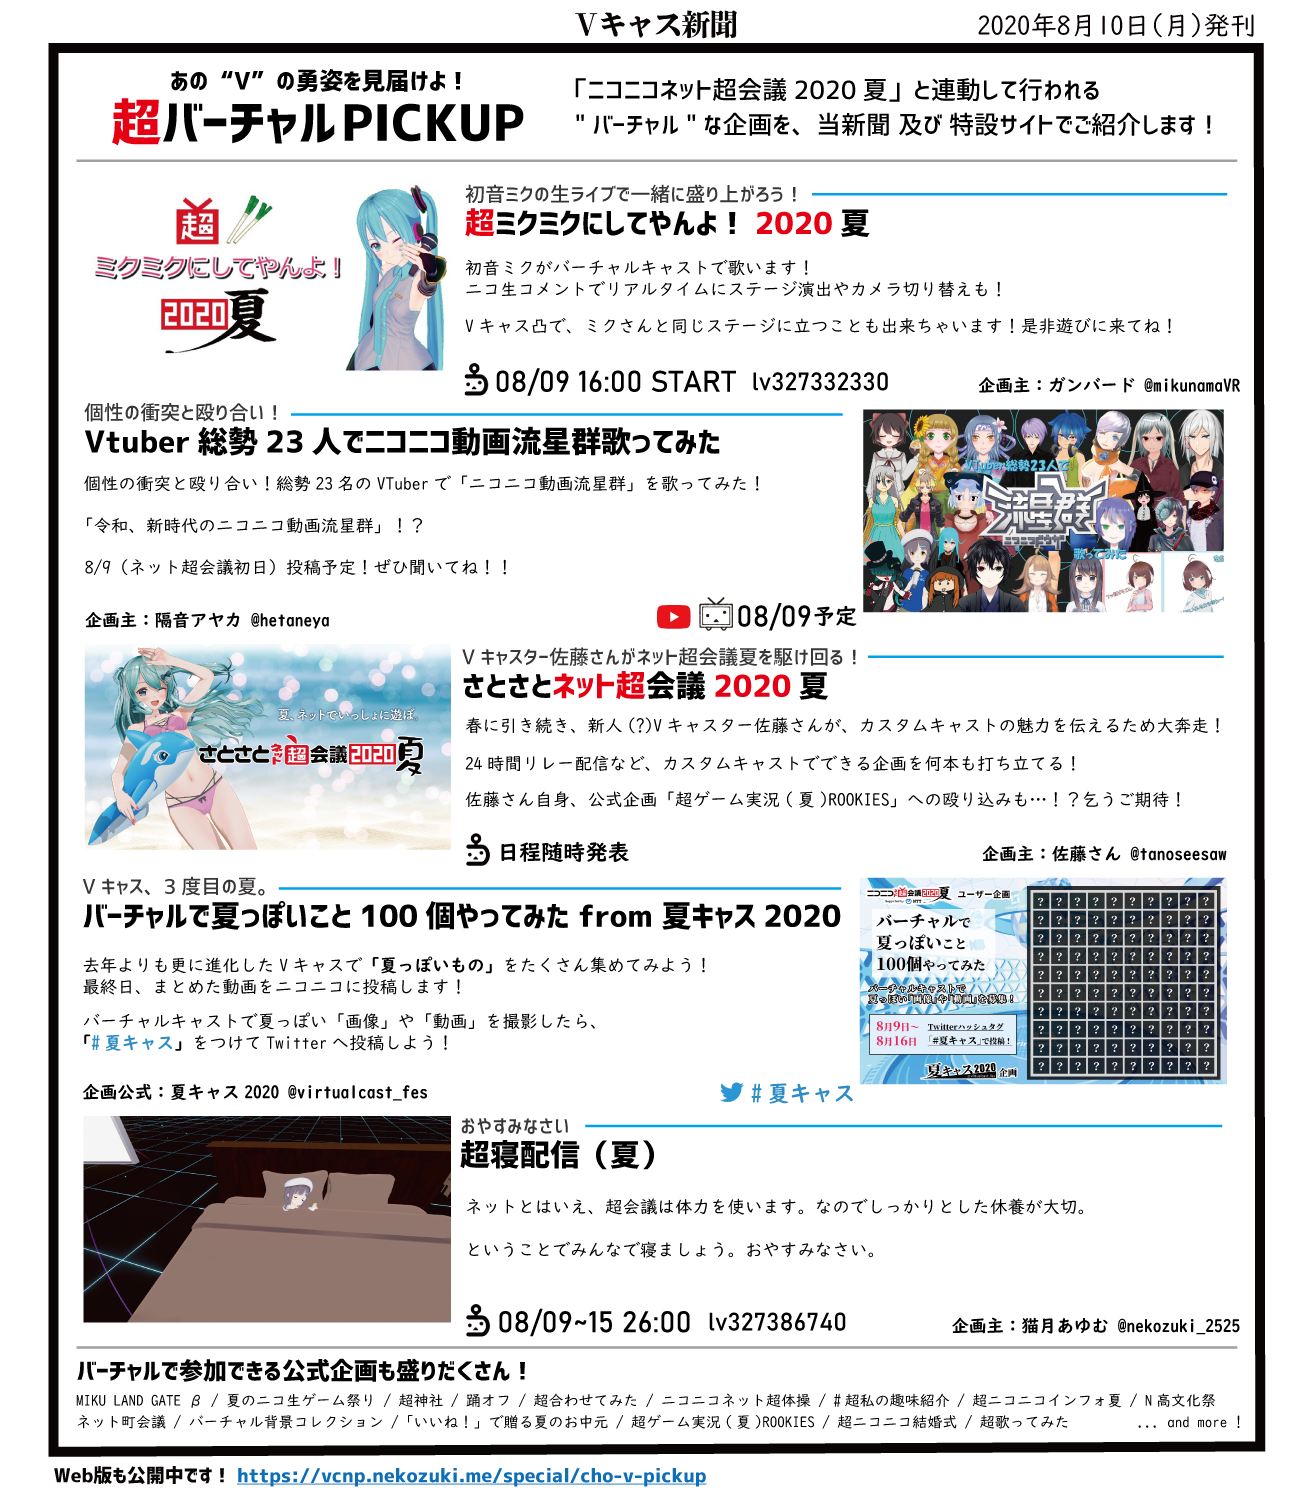 Vキャス新聞
2020年8月10日(月)発刊
あの “V” の勇姿を見届けよ！
超バーチャルPICKUP
「ニコニコネット超会議 2020 夏」と連動して行われる
" バーチャル " な企画を、当新聞 及び 特設サイトでご紹介します！
超
ミクミクにしてやんよ！
2020夏
初音ミクの生ライブで一緒に盛り上がろう！
超ミクミクにしてやんよ！ 2020 夏
初音ミクがバーチャルキャストで歌います！
ニコ生コメントでリアルタイムにステージ演出やカメラ切り替えも！
V キャス凸で、ミクさんと同じステージに立つことも出来ちゃいます！是非遊びに来てね！
08/09 16:00 START lv327332330
企画主：ガンバード @mikunamaVR
個性の衝突と殴り合い！
Vtuber 総勢 23 人でニコニコ動画流星群歌ってみた
個性の衝突と殴り合い！総勢 23 名の VTuber で「ニコニコ動画流星群」を歌ってみた！
「令和、新時代のニコニコ動画流星群」！？
8/9（ネット超会議初日）投稿予定！ぜひ聞いてね！！
企画主：隔音アヤカ @hetaneya
08/09予定
VTuber総勢23人で
流星群
ニコニコ動画
歌ってみた
夏、ネットでいっしょに遊ぼ
さとさとネット超会議2020夏
V キャスター佐藤さんがネット超会議夏を駆け回る！
さとさとネット超会議 2020 夏
春に引き続き、新人(?)V キャスター佐藤さんが、カスタムキャストの魅力を伝えるため大奔走！
24 時間リレー配信など、カスタムキャストでできる企画を何本も打ち立てる！
佐藤さん自身、公式企画「超ゲーム実況 ( 夏 )ROOKIES」への殴り込みも…！？乞うご期待！
日程随時発表
企画主：佐藤さん @tanoseesaw
V キャス、3 度目の夏。
バーチャルで夏っぽいこと 100 個やってみた from 夏キャス 2020
去年よりも更に進化した V キャスで「夏っぽいもの」をたくさん集めてみよう！
最終日、まとめた動画をニコニコに投稿します！
バーチャルキャストで夏っぽい「画像」や「動画」を撮影したら、
「# 夏キャス」をつけて Twitter へ投稿しよう！
企画公式：夏キャス 2020 @virtualcast_fes
# 夏キャス
ニコニコネット超会議2020夏 ユーザー企画
バーチャルで
夏っぽいこと
100個やってみた
バーチャルキャストで
夏っぽい「画像」や「動画」を募集！
8月9日〜
8月16日
Twitterハッシュタグ
「#夏キャス」で投稿！
夏キャス2020 企画
? ? ? ? ? ? ? ? ? ?
? ? ? ? ? ? ? ? ? ?
? ? ? ? ? ? ? ? ? ?
? ? ? ? ? ? ? ? ? ?
? ? ? ? ? ? ? ? ? ?
? ? ? ? ? ? ? ? ? ?
? ? ? ? ? ? ? ? ? ?
? ? ? ? ? ? ? ? ? ?
? ? ? ? ? ? ? ? ? ?
? ? ? ? ? ? ? ? ? ?
おやすみなさい
超寝配信（夏）
ネットとはいえ、超会議は体力を使います。なのでしっかりとした休養が大切。
ということでみんなで寝ましょう。おやすみなさい。
08/09~15 26:00 lv327386740
企画主：猫月あゆむ @nekozuki_2525
バーチャルで参加できる公式企画も盛りだくさん！
MIKU LAND GATE β / 夏のニコ生ゲーム祭り / 超神社 / 踊オフ / 超合わせてみた / ニコニコネット超体操 / #超私の趣味紹介 / 超ニコニコインフォ夏 / N高文化祭
ネット町会議 / バーチャル背景コレクション /「いいね！」で贈る夏のお中元 / 超ゲーム実況 ( 夏 )ROOKIES / 超ニコニコ結婚式 / 超歌ってみた ... and more !
Web版も公開中です！ https://vcnp.nekozuki.me/special/cho-v-pickup